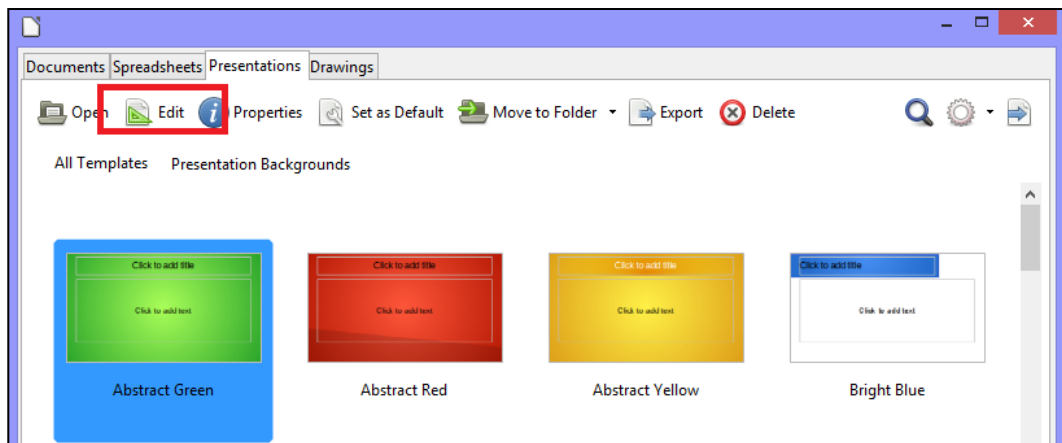 Documents Spreadsheets Presentations Drawings
Open Edit Properties Set as Default Move to Folder Export Delete
All Templates Presentation Backgrounds
Click to add title Click to add title Click to add title Click to add title
Click to add text Click to add text Click to add text Click to add text
Abstract Green Abstract Red Abstract Yellow Bright Blue